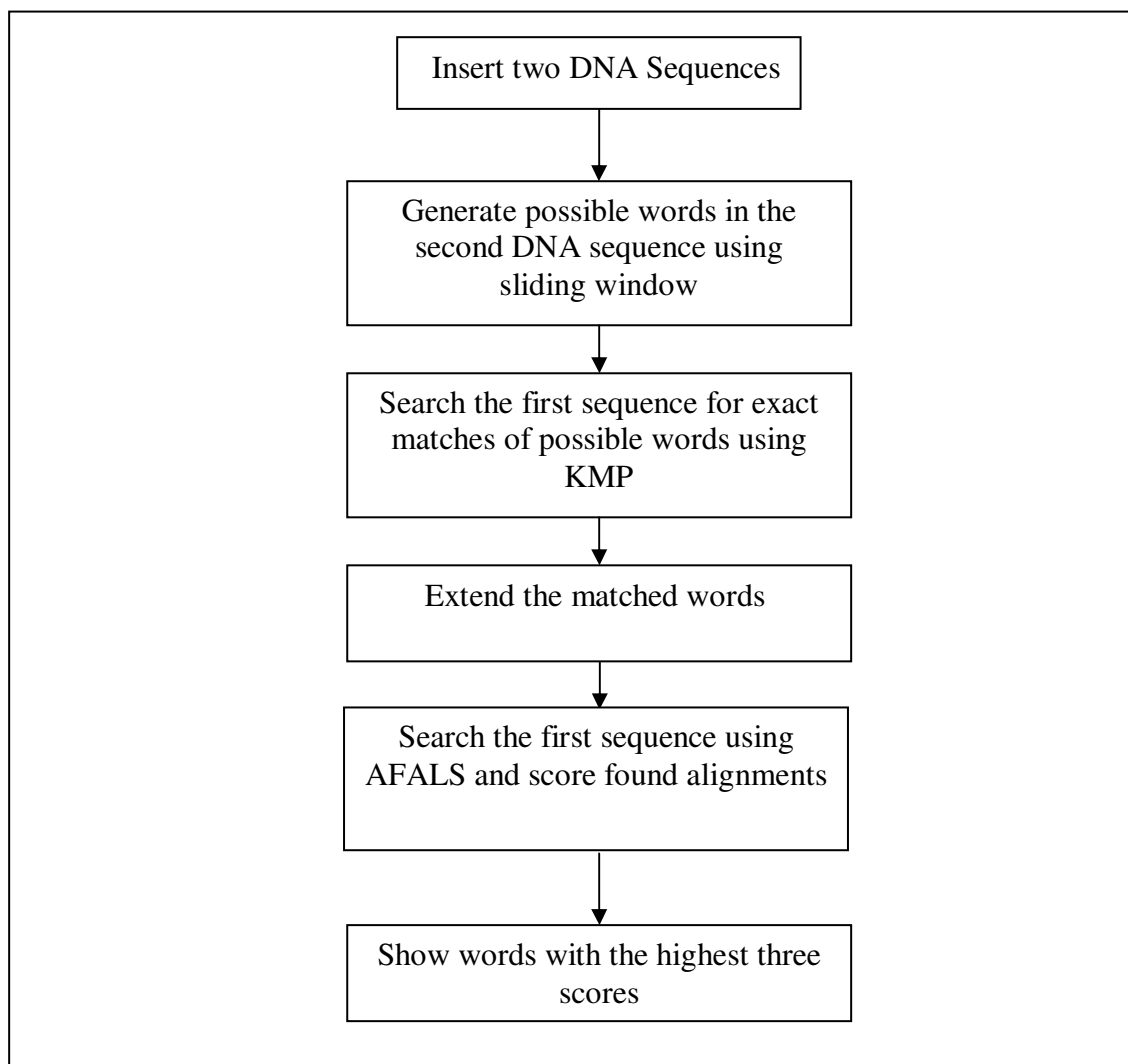 Insert two DNA Sequences
Generate possible words in the
second DNA sequence using
sliding window
Search the first sequence for exact
matches of possible words using
KMP
Extend the matched words
Search the first sequence using
AFALS and score found alignments
Show words with the highest three
scores